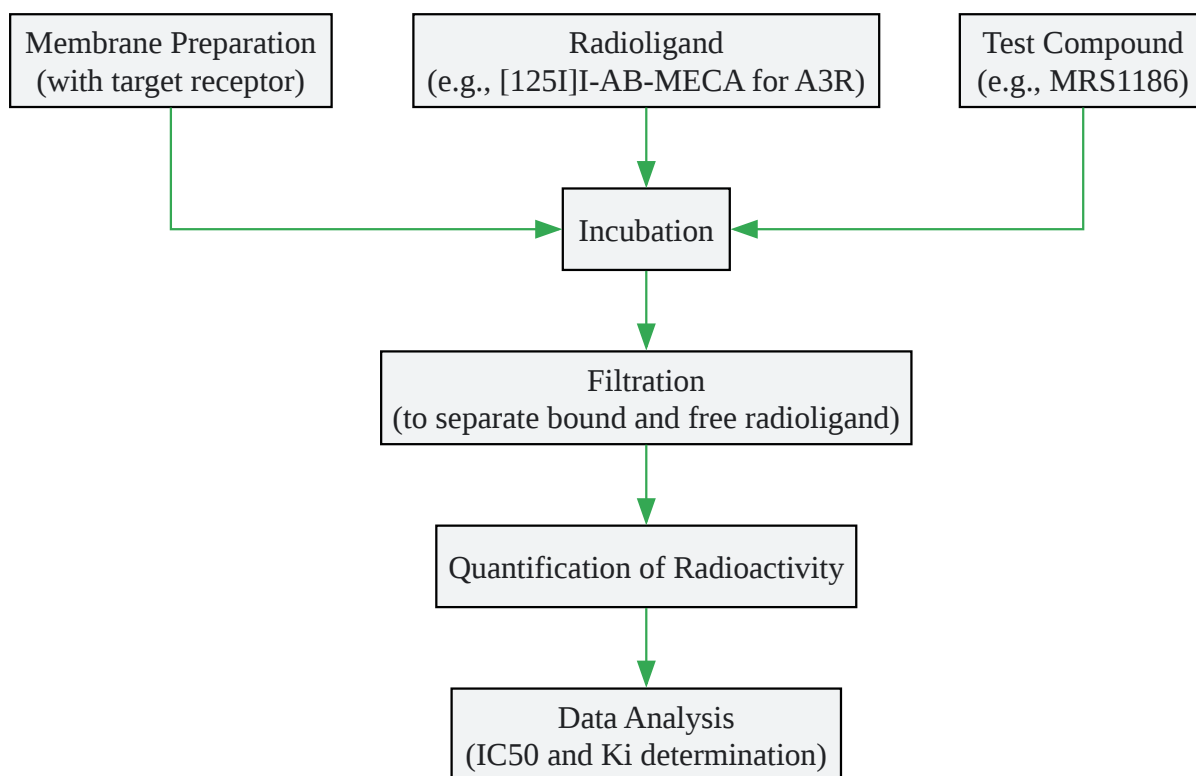 Membrane Preparation
(with target receptor)
Radioligand
(e.g., [125I]I-AB-MECA for A3R)
Test Compound
(e.g., MRS1186)
Incubation
Filtration
(to separate bound and free radioligand)
Quantification of Radioactivity
Data Analysis
(IC50 and Ki determination)